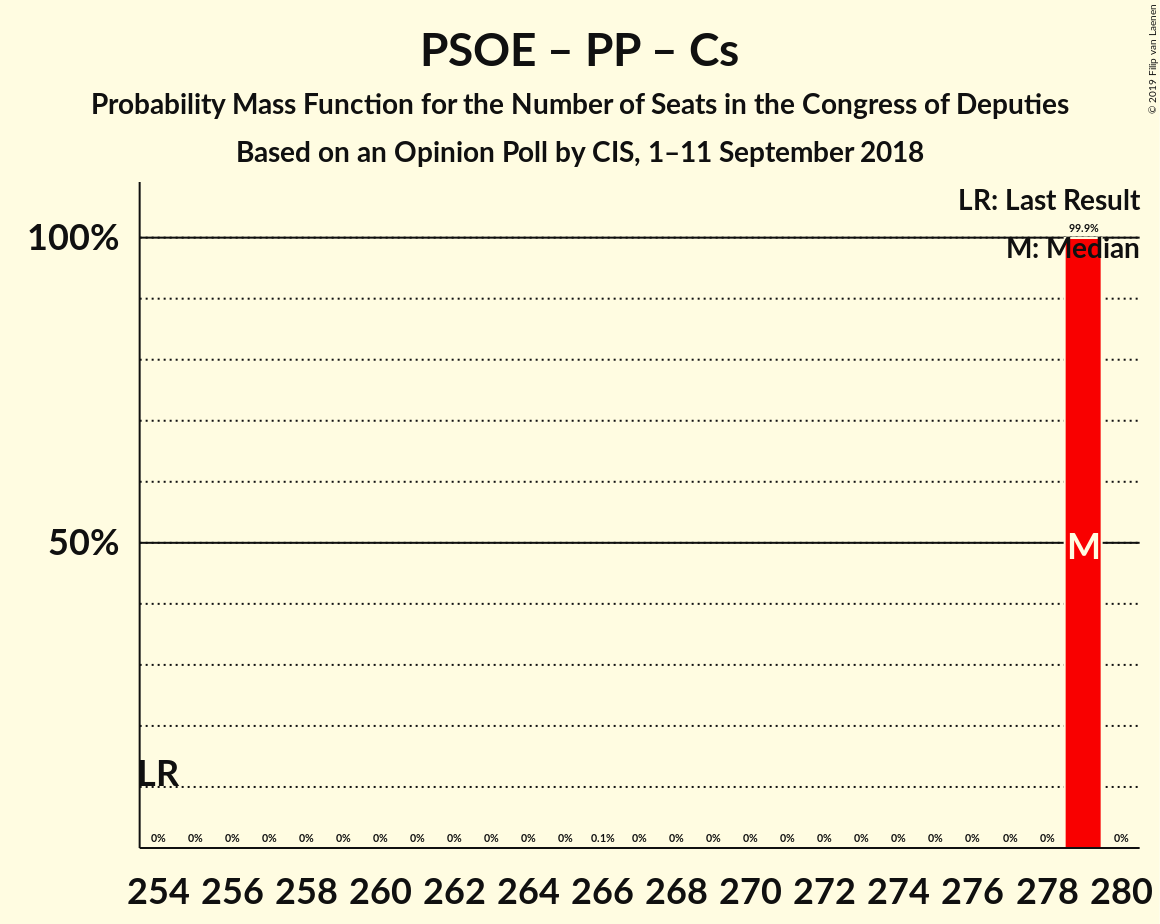 PSOE – PP – Cs
Probability Mass Function for the Number of Seats in the Congress of Deputies
Based on an Opinion Poll by CIS, 1–11 September 2018
© 2019 Filip van Laenen
LR: Last Result
M: Median
100%
50%
99.9%
M
LR
0% 0% 0% 0% 0% 0% 0% 0% 0% 0% 0% 0% 0.1% 0% 0% 0% 0% 0% 0% 0% 0% 0% 0% 0% 0% 0%
254 256 258 260 262 264 266 268 270 272 274 276 278 280